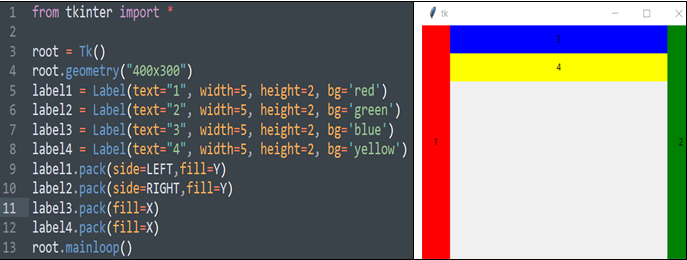 1 from tkinter import *
2
3 root = Tk()
4 root.geometry("400x300")
5 label1 = Label(text="1", width=5, height=2, bg='red')
6 label2 = Label(text="2", width=5, height=2, bg='green')
7 label3 = Label(text="3", width=5, height=2, bg='blue')
8 label4 = Label(text="4", width=5, height=2, bg='yellow')
9 label1.pack(side=LEFT,fill=Y)
10 label2.pack(side=RIGHT,fill=Y)
11 label3.pack(fill=X)
12 label4.pack(fill=X)
13 root.mainloop()
tk
3
4
1
2